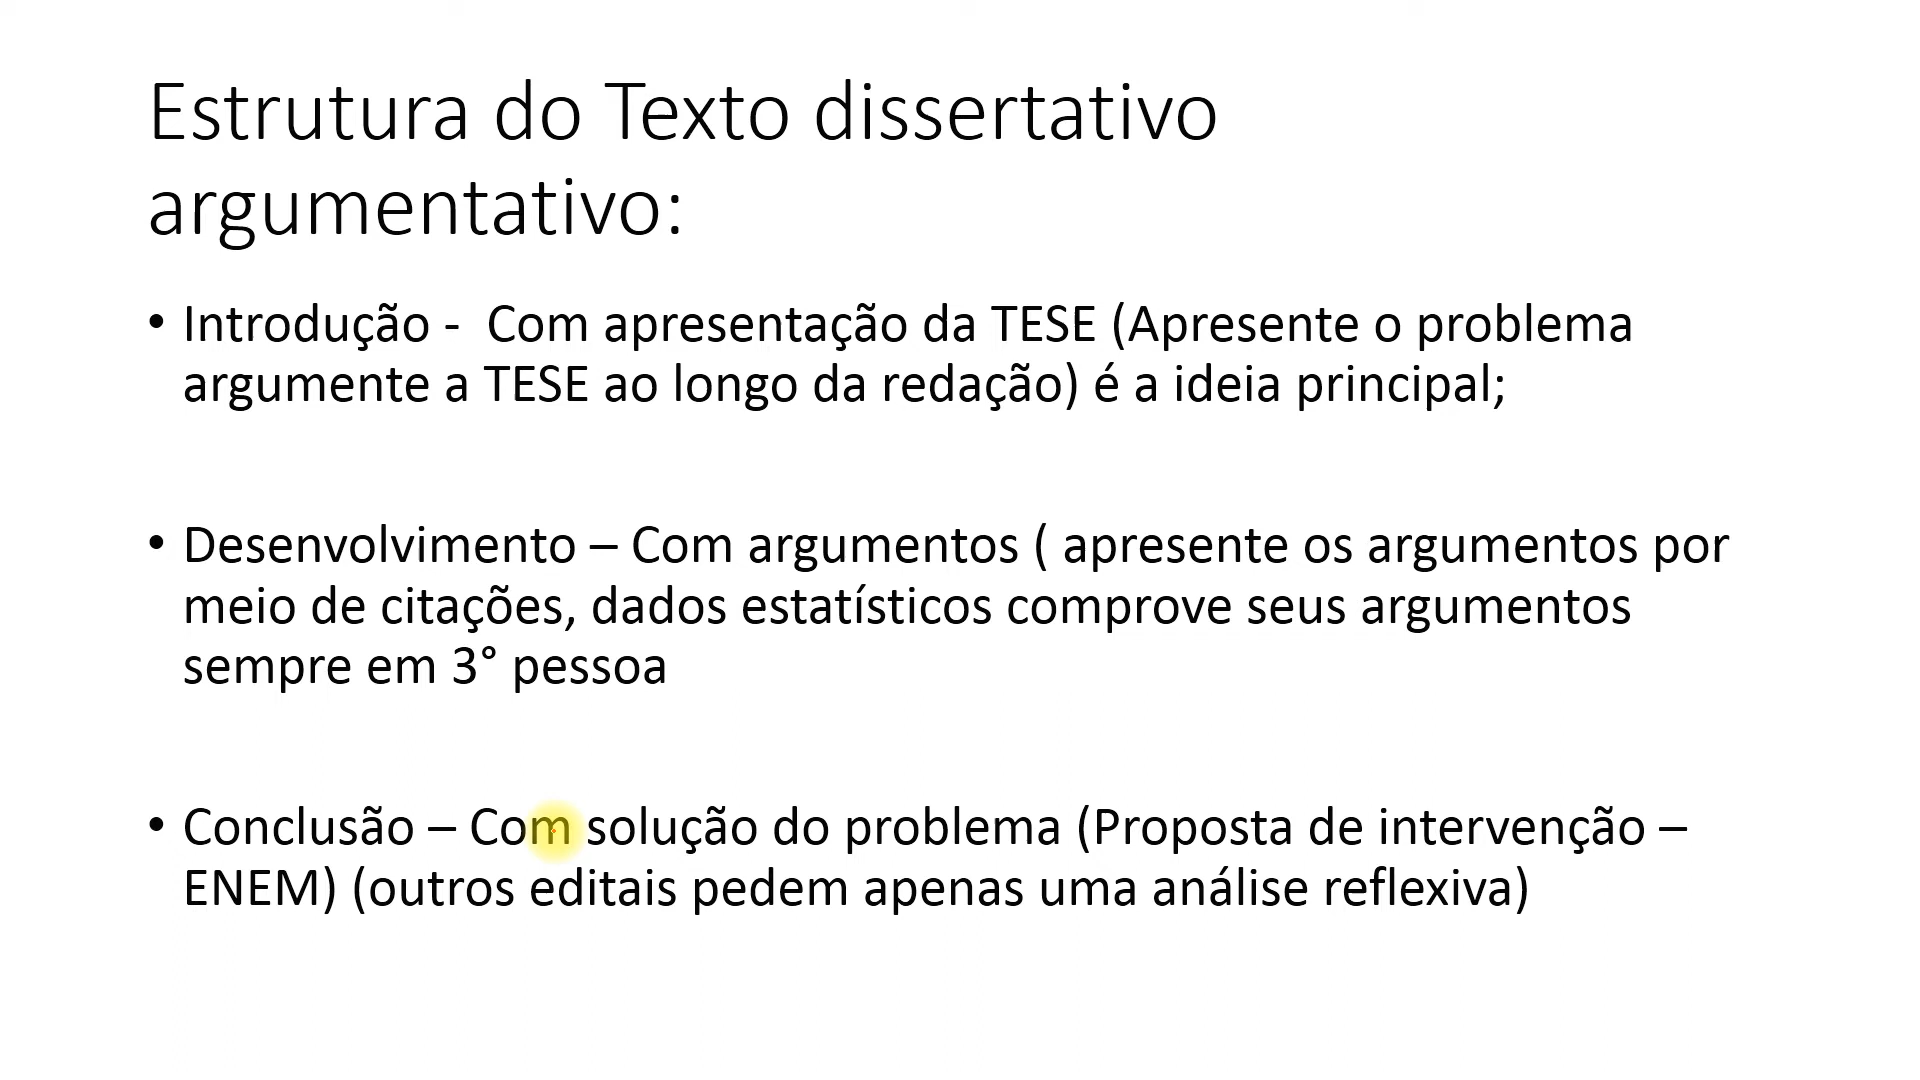 Estrutura do Texto dissertativo
argumentativo:
• Introdução -  Com apresentação da TESE (Apresente o problema
argumente a TESE ao longo da redação) é a ideia principal;
• Desenvolvimento – Com argumentos ( apresente os argumentos por
meio de citações, dados estatísticos comprove seus argumentos
sempre em 3° pessoa
• Conclusão – Com solução do problema (Proposta de intervenção –
ENEM) (outros editais pedem apenas uma análise reflexiva)